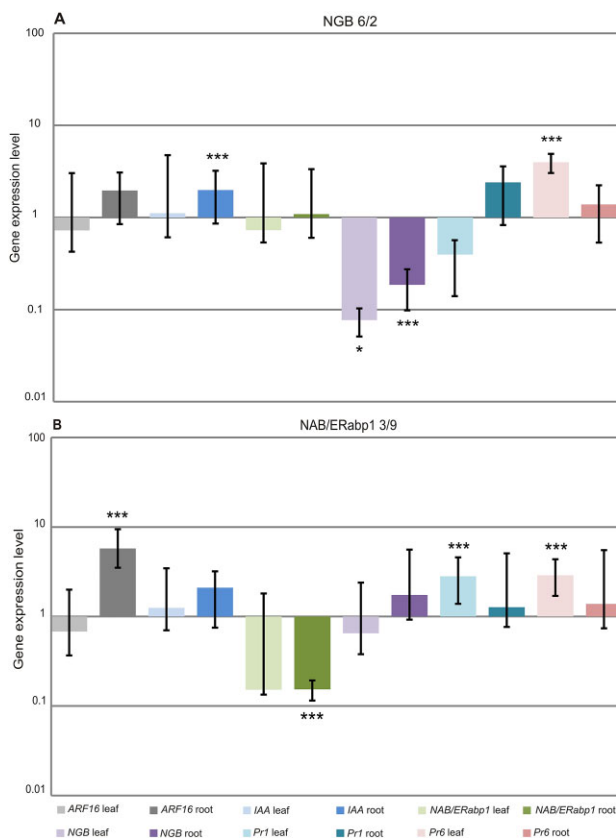 A
NGB 6/2
100
10
1
0.1
0.01
Gene expression level
***
***
*
***
B
NAB/ERabp1 3/9
100
10
1
0.1
0.01
Gene expression level
***
***
***
***
ARF16 leaf ARF16 root IAA leaf IAA root NAB/ERabp1 leaf NAB/ERabp1 root
NGB leaf NGB root Pr1 leaf Pr1 root Pr6 leaf Pr6 root